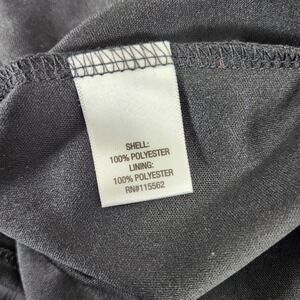 SHELL:
100% POLYESTER
LINING:
100% POLYESTER
RN#115562